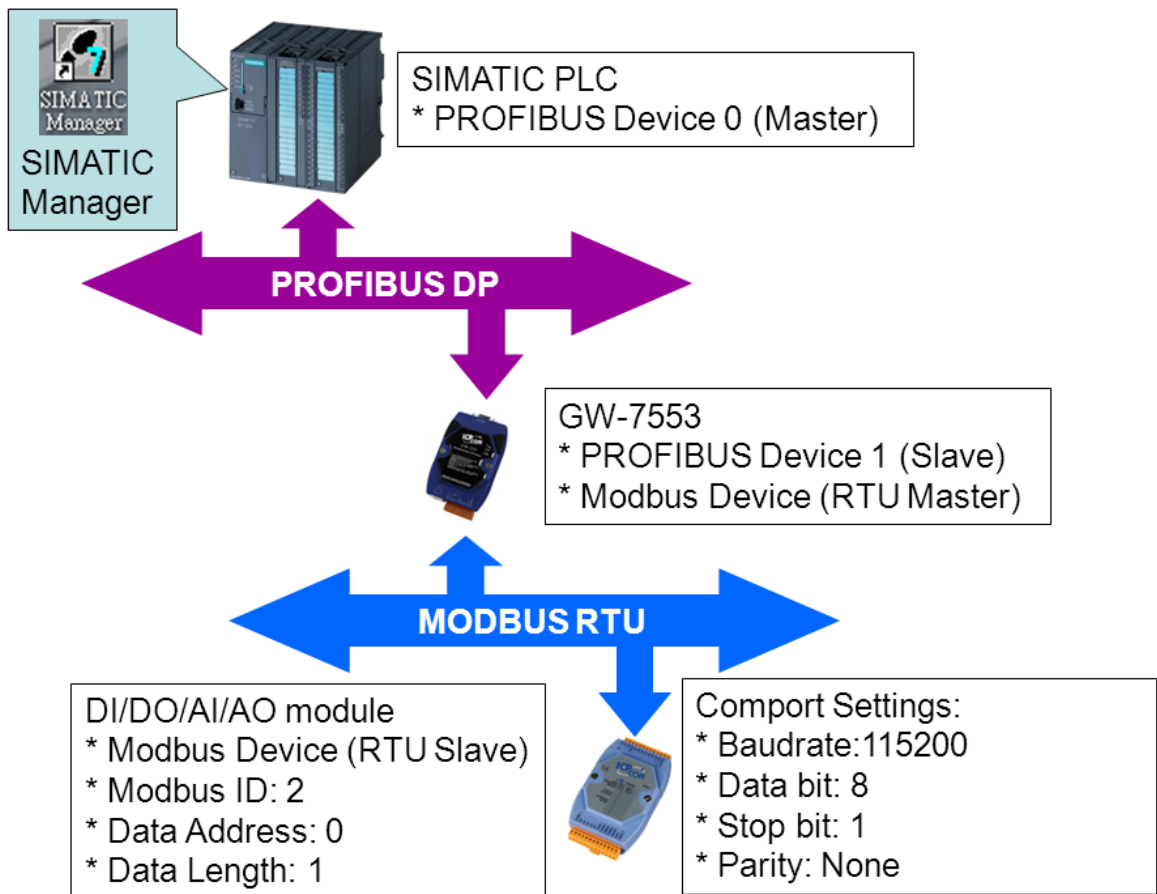 SIMATIC
Manager
SIMATIC
Manager
SIEMENS
SIMATIC PLC
* PROFIBUS Device 0 (Master)
PROFIBUS DP
GW-7553
* PROFIBUS Device 1 (Slave)
* Modbus Device (RTU Master)
MODBUS RTU
DI/DO/AI/AO module
* Modbus Device (RTU Slave)
* Modbus ID: 2
* Data Address: 0
* Data Length: 1
Comport Settings:
* Baudrate:115200
* Data bit: 8
* Stop bit: 1
* Parity: None